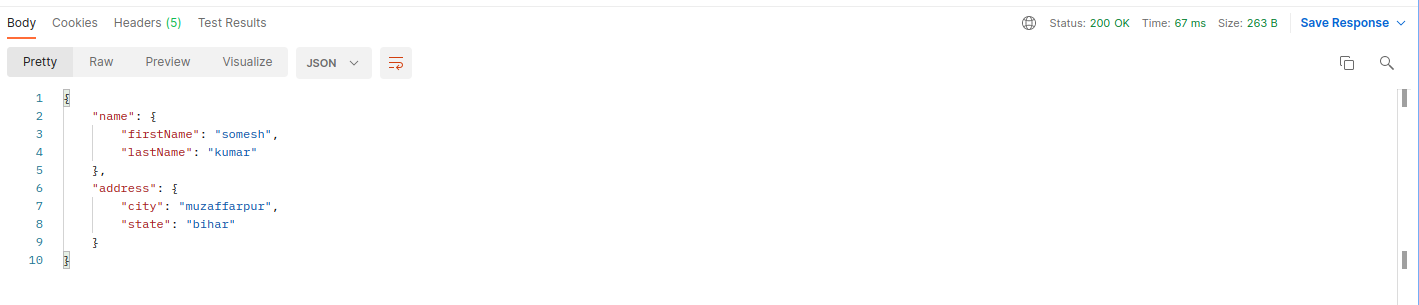 Body Cookies Headers (5) Test Results Status: 200 OK Time: 67 ms Size: 263 B Save Response
Pretty Raw Preview Visualize JSON
1 {
2 "name": {
3 "firstName": "somesh",
4 "lastName": "kumar"
5 },
6 "address": {
7 "city": "muzaffarpur",
8 "state": "bihar"
9 }
10 }